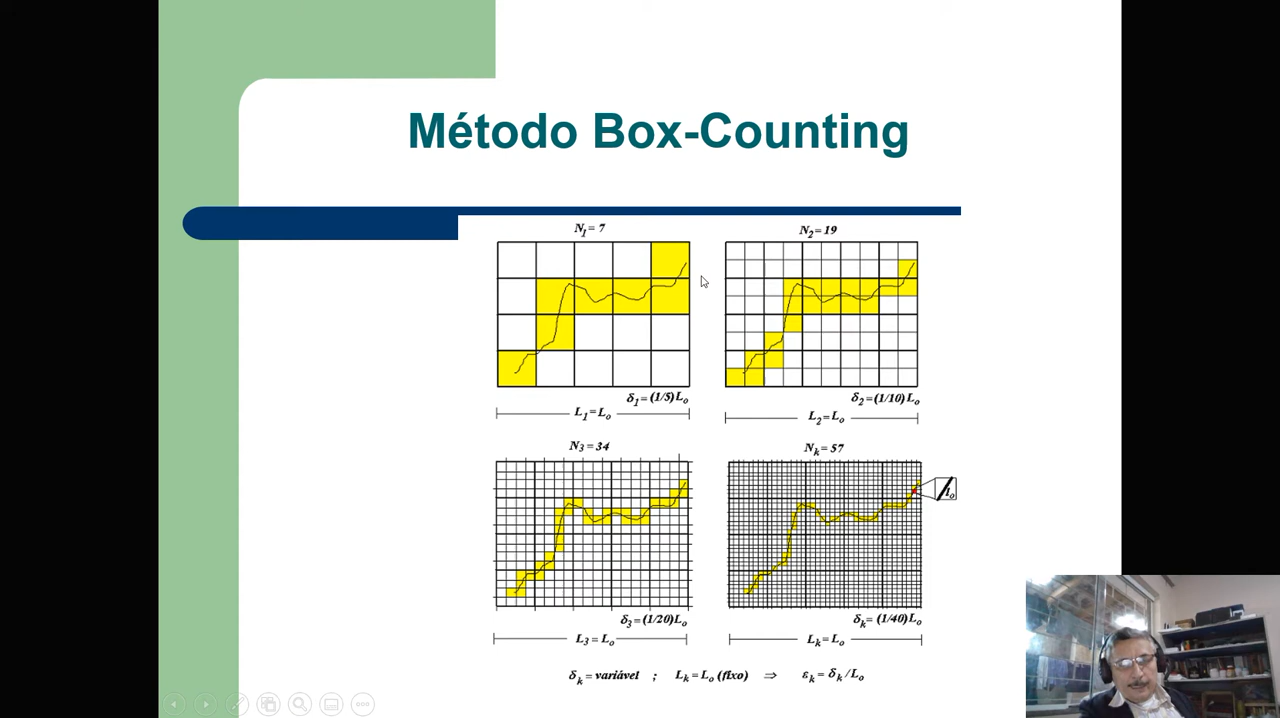 Método Box-Counting
N₁ = 7
N₂ = 19
δ₁ = (1/5)Lₒ
δ₂ = (1/10)Lₒ
L₁ = Lₒ
L₂ = Lₒ
N₃ = 34
Nₖ = 57
lₒ
δ₃ = (1/20)Lₒ
δₖ = (1/40)Lₒ
L₃ = Lₒ
Lₖ = Lₒ
δₖ = variável ; Lₖ = Lₒ (fixo) ⇒ εₖ = δₖ / Lₒ